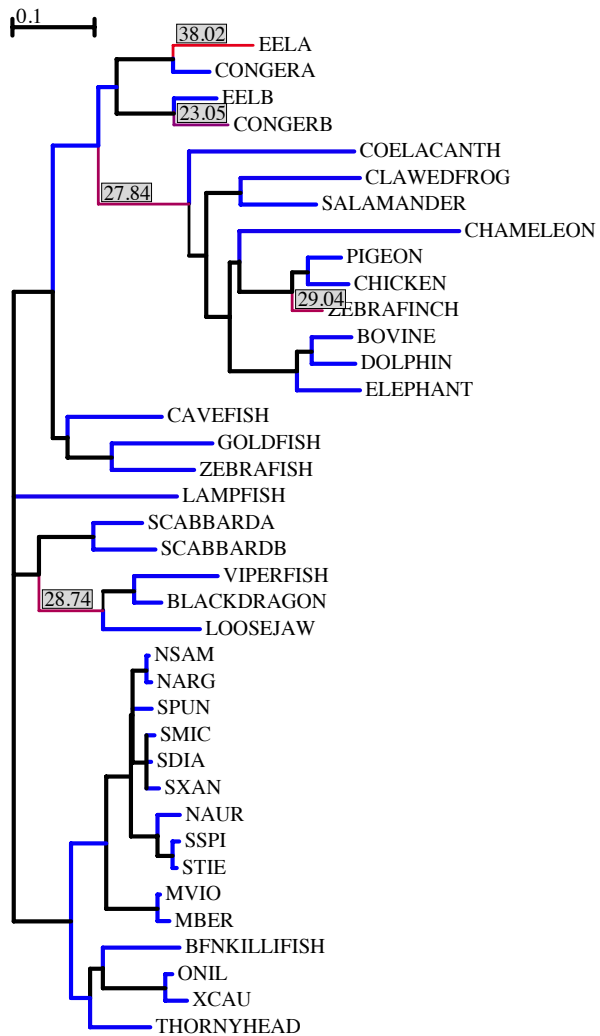 0.1
38.02
EELA
CONGERA
EELB
23.05
CONGERB
COELACANTH
27.84
CLAWEDFROG
SALAMANDER
CHAMELEON
PIGEON
CHICKEN
29.04
ZEBRAFINCH
BOVINE
DOLPHIN
ELEPHANT
CAVEFISH
GOLDFISH
ZEBRAFISH
LAMPFISH
SCABBARDA
SCABBARDB
VIPERFISH
28.74
BLACKDRAGON
LOOSEJAW
NSAM
NARG
SPUN
SMIC
SDIA
SXAN
NAUR
SSPI
STIE
MVIO
MBER
BFNKILLIFISH
ONIL
XCAU
THORNYHEAD